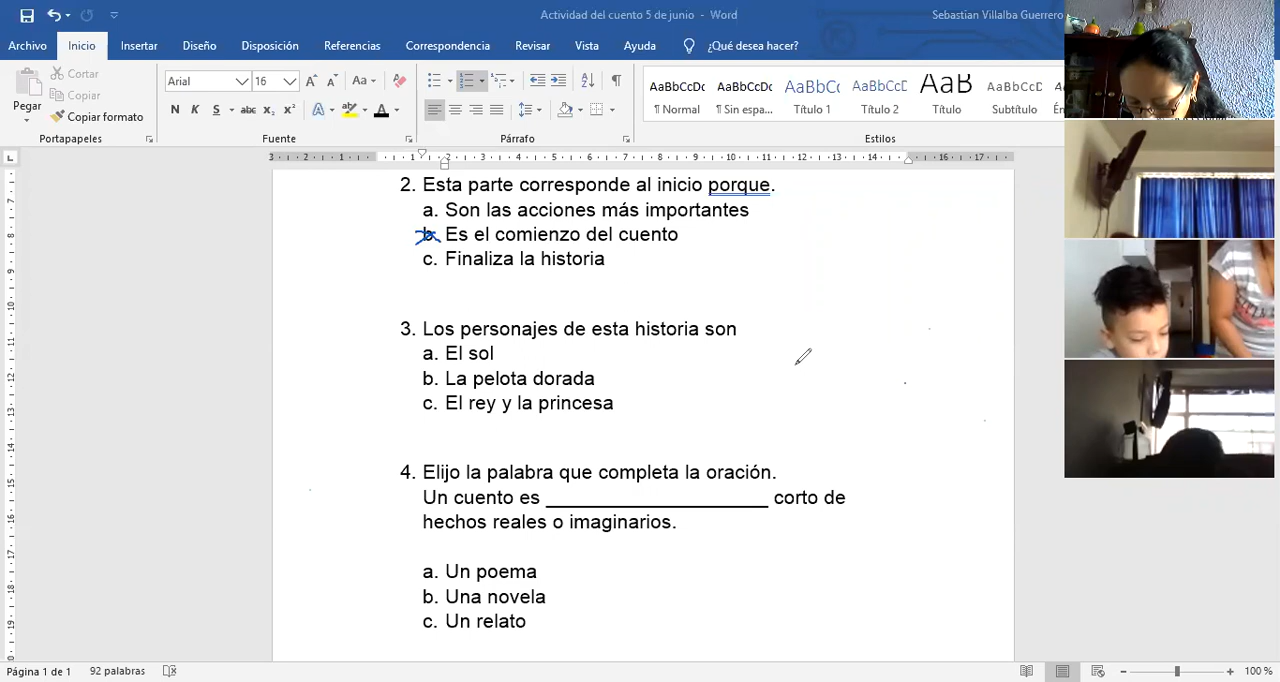 Actividad del cuento 5 de junio - Word
Sebastian Villalba Guerrero
Archivo Inicio Insertar Diseño Disposición Referencias Correspondencia Revisar Vista Ayuda ¿Qué desea hacer?
Pegar
Cortar
Copiar
Copiar formato
Portapapeles
Arial 16
N K S abc x₂ x²
Fuente
Párrafo
AaBbCcDc ¶ Normal
AaBbCcDc ¶ Sin espa...
AaBbCc Título 1
AaBbCcD Título 2
AaB Título
AaBbCcD Subtítulo
Estilos
2. Esta parte corresponde al inicio porque.
a. Son las acciones más importantes
b. Es el comienzo del cuento
c. Finaliza la historia
3. Los personajes de esta historia son
a. El sol
b. La pelota dorada
c. El rey y la princesa
4. Elijo la palabra que completa la oración.
Un cuento es ____________________ corto de
hechos reales o imaginarios.
a. Un poema
b. Una novela
c. Un relato
Página 1 de 1 92 palabras
100 %